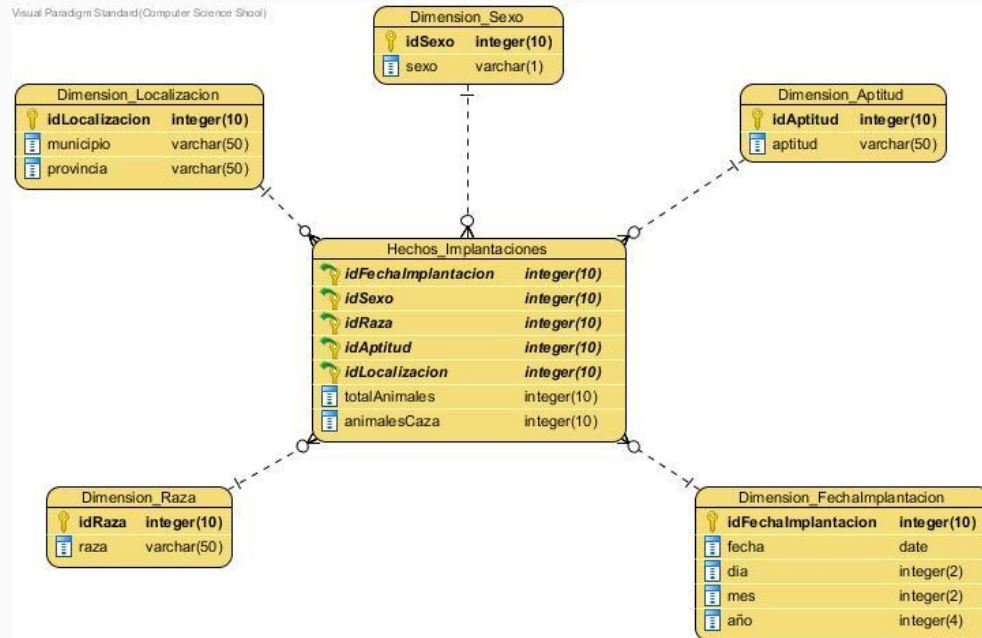 Visual Paradigm Standard(Computer Science Shool)
Dimension_Sexo
idSexo integer(10)
sexo varchar(1)
Dimension_Localizacion
idLocalizacion integer(10)
municipio varchar(50)
provincia varchar(50)
Dimension_Aptitud
idAptitud integer(10)
aptitud varchar(50)
Hechos_Implantaciones
idFechaImplantacion integer(10)
idSexo integer(10)
idRaza integer(10)
idAptitud integer(10)
idLocalizacion integer(10)
totalAnimales integer(10)
animalesCaza integer(10)
Dimension_Raza
idRaza integer(10)
raza varchar(50)
Dimension_FechaImplantacion
idFechaImplantacion integer(10)
fecha date
dia integer(2)
mes integer(2)
año integer(4)